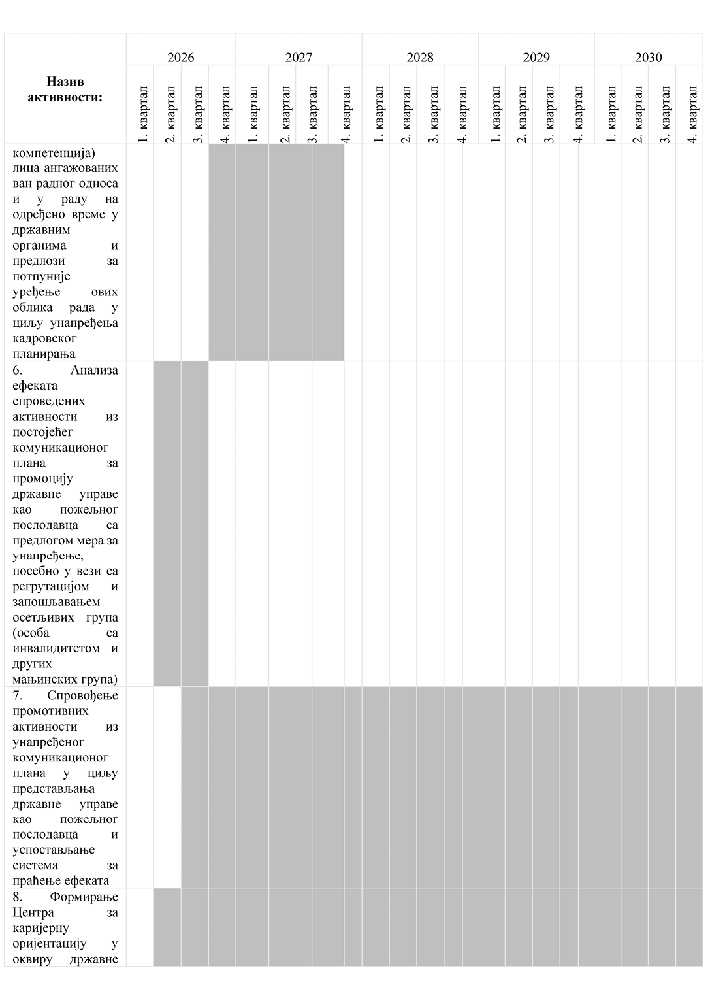 Назив
активности:
2026
2027
2028
2029
2030
1. квартал
2. квартал
3. квартал
4. квартал
1. квартал
2. квартал
3. квартал
4. квартал
1. квартал
2. квартал
3. квартал
4. квартал
1. квартал
2. квартал
3. квартал
4. квартал
1. квартал
2. квартал
3. квартал
4. квартал
компетенција)
лица ангажованих
ван радног односа
и у раду на
одређено време у
државним
органима и
предлози за
потпуније
уређење ових
облика рада у
циљу унапређења
кадровског
планирања
6. Анализа
ефеката
спроведених
активности из
постојећег
комуникационог
плана за
промоцију
државне управе
као пожељног
послодавца са
предлогом мера за
унапређење,
посебно у вези са
регрутацијом и
запошљавањем
осетљивих група
(особа са
инвалидитетом и
других
мањинских група)
7. Спровођење
промотивних
активности из
унапређеног
комуникационог
плана у циљу
представљања
државне управе
као пожељног
послодавца и
успостављање
система за
праћење ефеката
8. Формирање
Центра за
каријерну
оријентацију у
оквиру државне